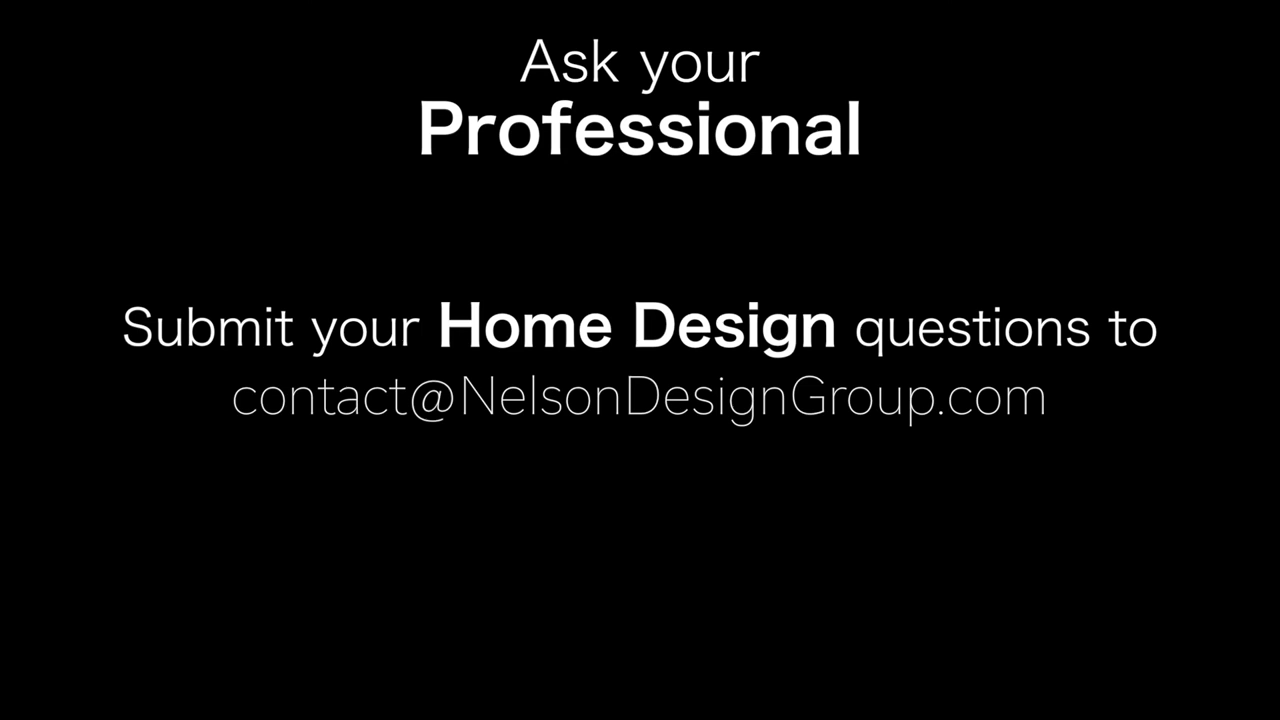 Ask your
Professional
Submit your Home Design questions to
contact@NelsonDesignGroup.com